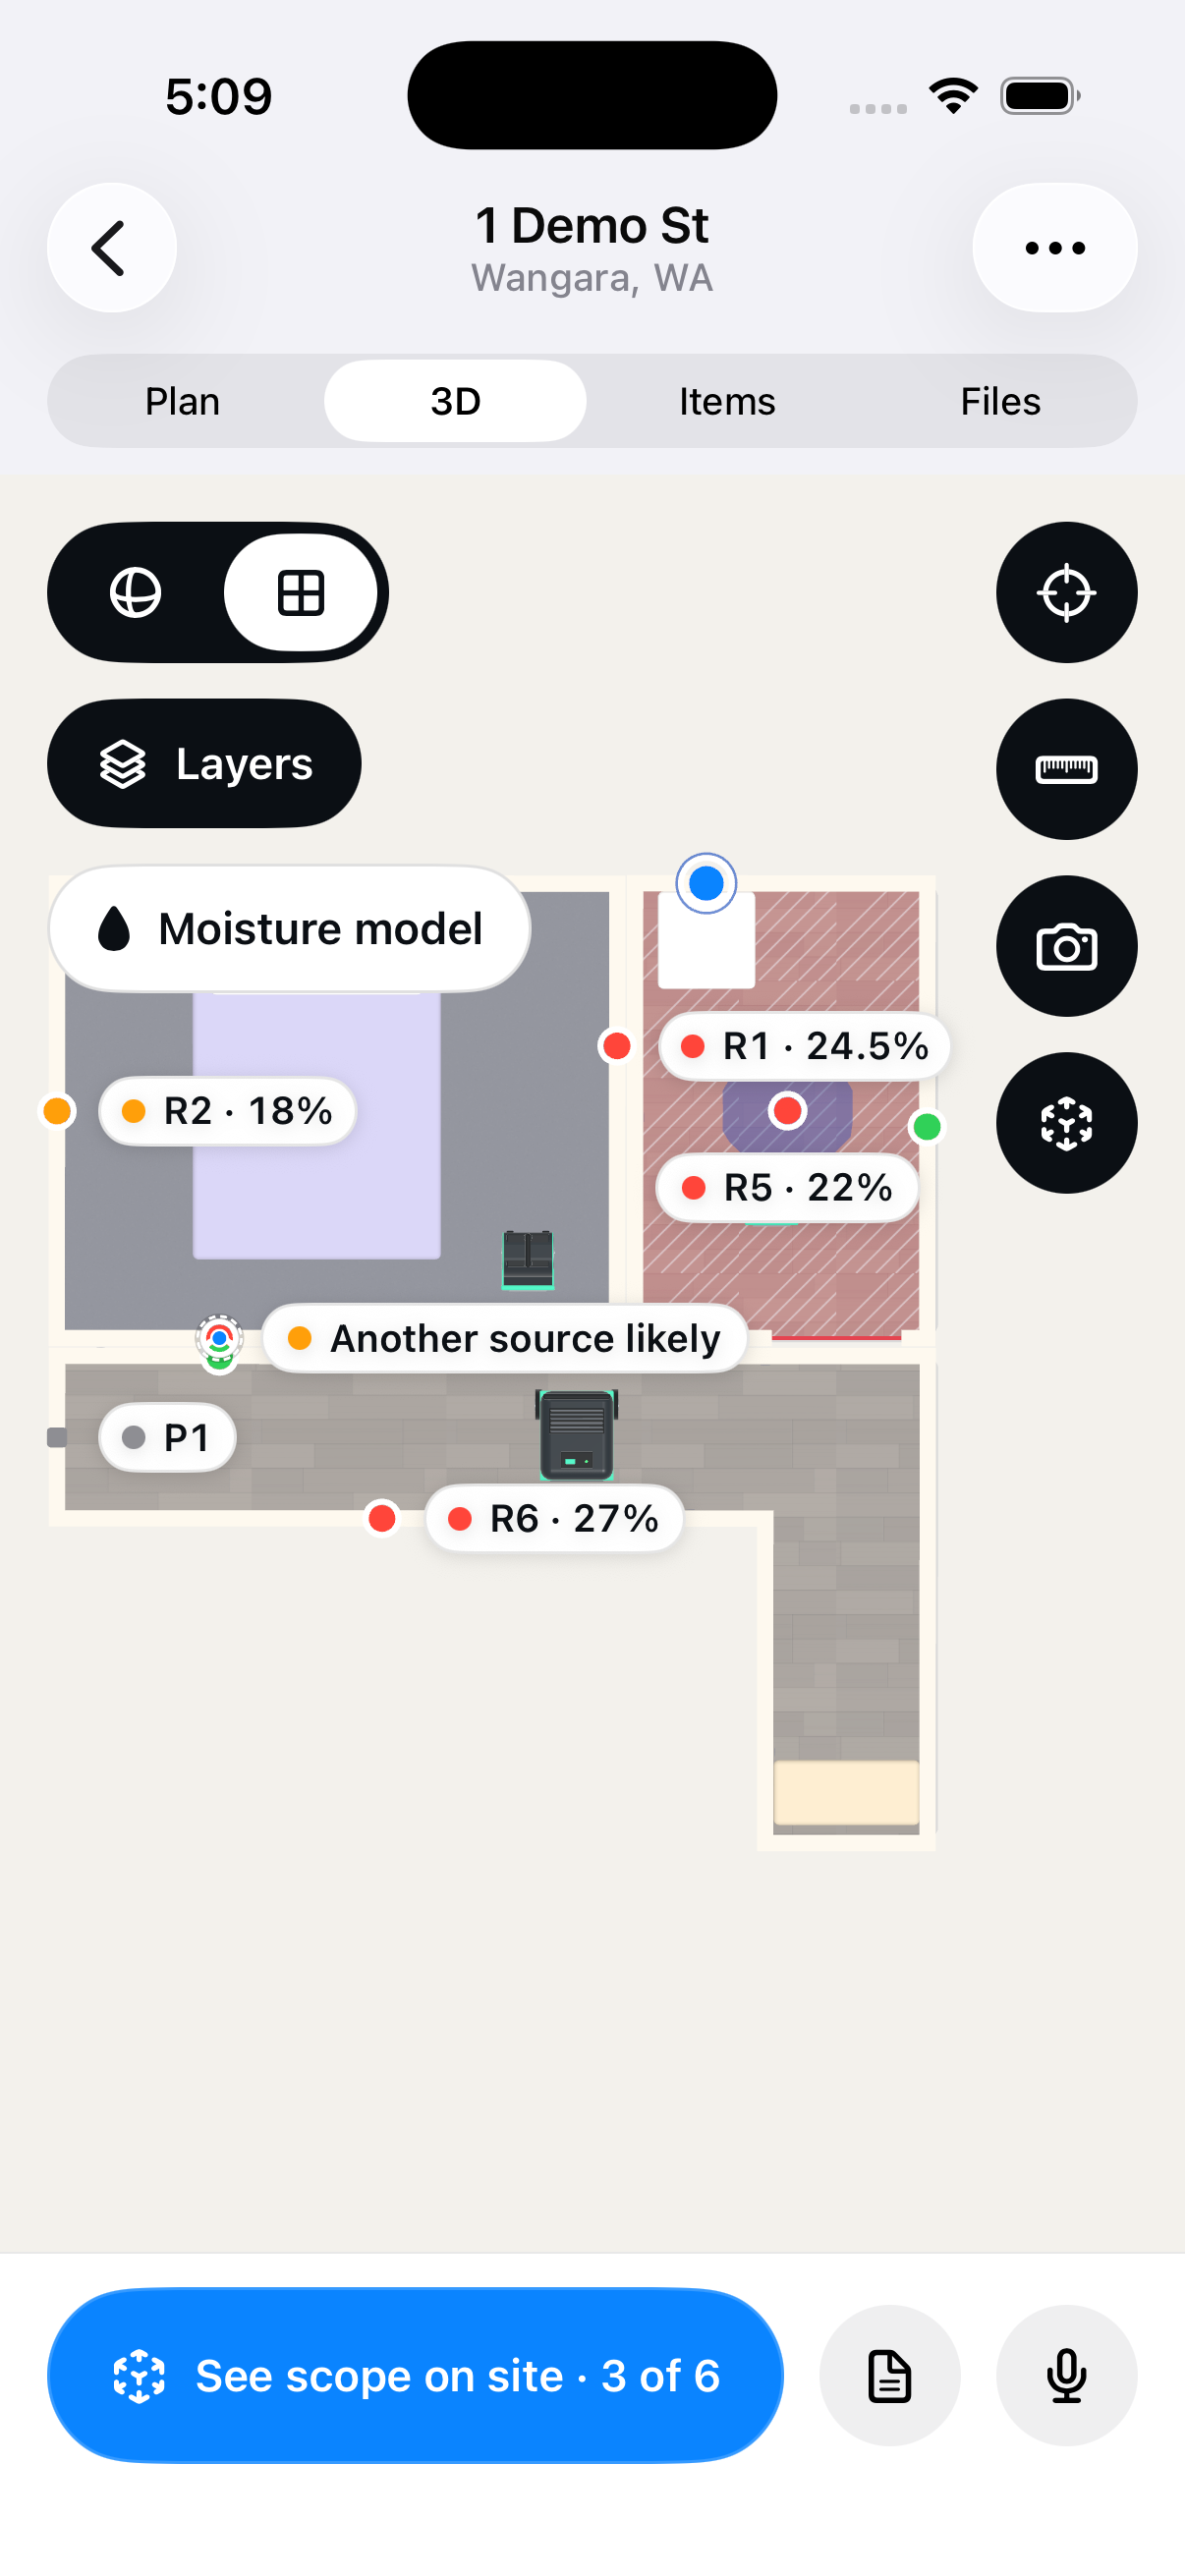 5:09
1 Demo St
Wangara, WA
Plan
3D
Items
Files
Layers
Moisture model
R1 · 24.5%
R2 · 18%
R5 · 22%
Another source likely
P1
R6 · 27%
See scope on site · 3 of 6